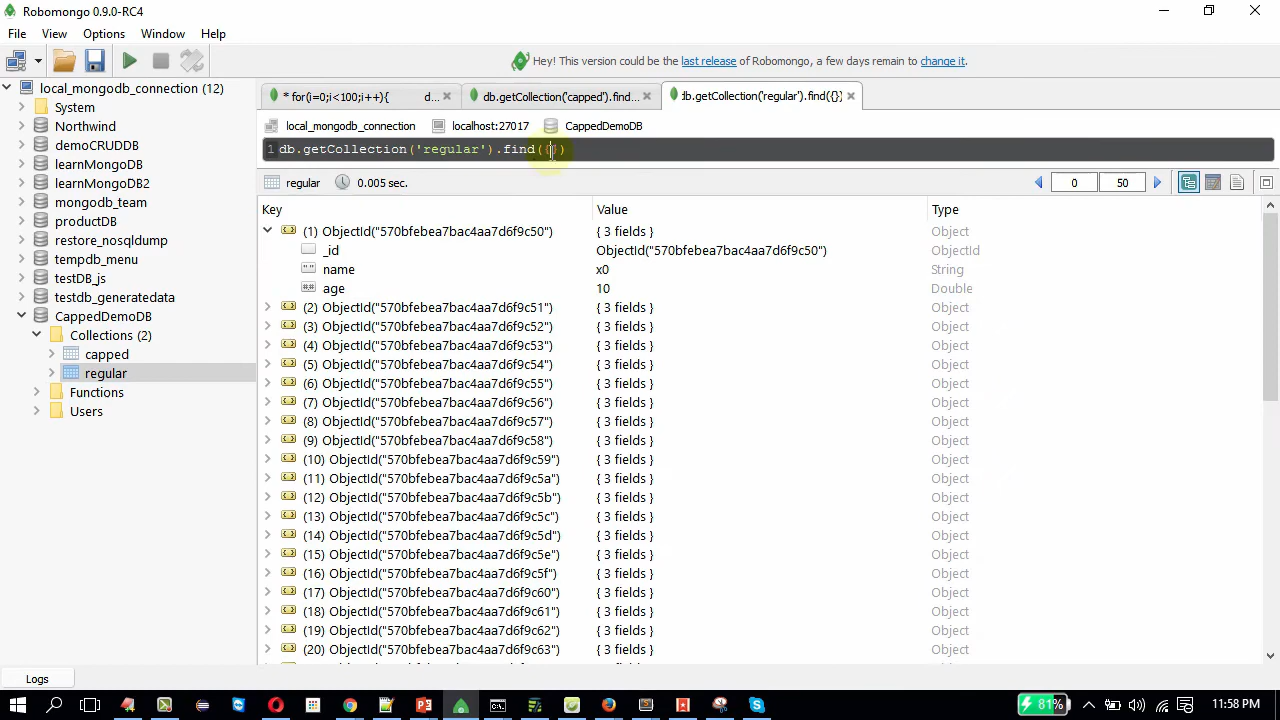 Robomongo 0.9.0-RC4
File View Options Window Help
Hey! This version could be the last release of Robomongo, a few days remain to change it.
local_mongodb_connection (12)
System
Northwind
demoCRUDDB
learnMongoDB
learnMongoDB2
mongodb_team
productDB
restore_nosqldump
tempdb_menu
testDB_js
testdb_generatedata
CappedDemoDB
Collections (2)
capped
regular
Functions
Users
* for(i=0;i<100;i++){ d... db.getCollection('capped').find... db.getCollection('regular').find({})
local_mongodb_connection localhost:27017 CappedDemoDB
1 db.getCollection('regular').find({})
regular 0.005 sec. 0 50
Key Value Type
(1) ObjectId("570bfebea7bac4aa7d6f9c50") { 3 fields } Object
_id ObjectId("570bfebea7bac4aa7d6f9c50") ObjectId
name x0 String
age 10 Double
(2) ObjectId("570bfebea7bac4aa7d6f9c51") { 3 fields } Object
(3) ObjectId("570bfebea7bac4aa7d6f9c52") { 3 fields } Object
(4) ObjectId("570bfebea7bac4aa7d6f9c53") { 3 fields } Object
(5) ObjectId("570bfebea7bac4aa7d6f9c54") { 3 fields } Object
(6) ObjectId("570bfebea7bac4aa7d6f9c55") { 3 fields } Object
(7) ObjectId("570bfebea7bac4aa7d6f9c56") { 3 fields } Object
(8) ObjectId("570bfebea7bac4aa7d6f9c57") { 3 fields } Object
(9) ObjectId("570bfebea7bac4aa7d6f9c58") { 3 fields } Object
(10) ObjectId("570bfebea7bac4aa7d6f9c59") { 3 fields } Object
(11) ObjectId("570bfebea7bac4aa7d6f9c5a") { 3 fields } Object
(12) ObjectId("570bfebea7bac4aa7d6f9c5b") { 3 fields } Object
(13) ObjectId("570bfebea7bac4aa7d6f9c5c") { 3 fields } Object
(14) ObjectId("570bfebea7bac4aa7d6f9c5d") { 3 fields } Object
(15) ObjectId("570bfebea7bac4aa7d6f9c5e") { 3 fields } Object
(16) ObjectId("570bfebea7bac4aa7d6f9c5f") { 3 fields } Object
(17) ObjectId("570bfebea7bac4aa7d6f9c60") { 3 fields } Object
(18) ObjectId("570bfebea7bac4aa7d6f9c61") { 3 fields } Object
(19) ObjectId("570bfebea7bac4aa7d6f9c62") { 3 fields } Object
(20) ObjectId("570bfebea7bac4aa7d6f9c63") { 3 fields } Object
Logs
81% 11:58 PM